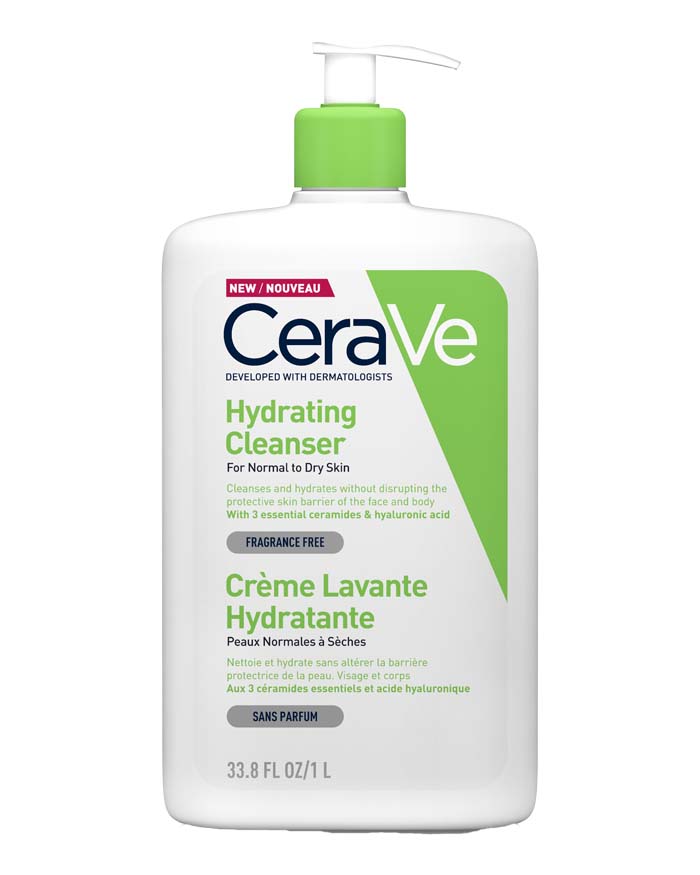 NEW / NOUVEAU
CeraVe
DEVELOPED WITH DERMATOLOGISTS
Hydrating
Cleanser
For Normal to Dry Skin
Cleanses and hydrates without disrupting the
protective skin barrier of the face and body
With 3 essential ceramides & hyaluronic acid
FRAGRANCE FREE
Crème Lavante
Hydratante
Peaux Normales à Sèches
Nettoie et hydrate sans altérer la barrière
protectrice de la peau. Visage et corps
Aux 3 céramides essentiels et acide hyaluronique
SANS PARFUM
33.8 FL OZ/1 L